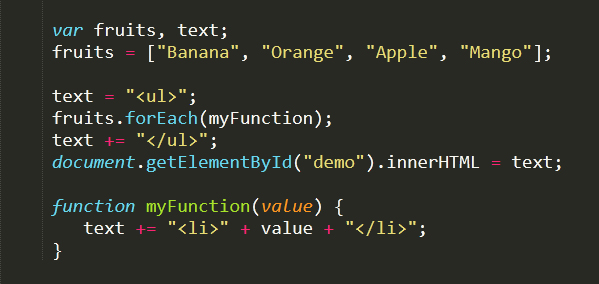 var fruits, text;
fruits = ["Banana", "Orange", "Apple", "Mango"];
text = "<ul>";
fruits.forEach(myFunction);
text += "</ul>";
document.getElementById("demo").innerHTML = text;
function myFunction(value) {
text += "<li>" + value + "</li>";
}